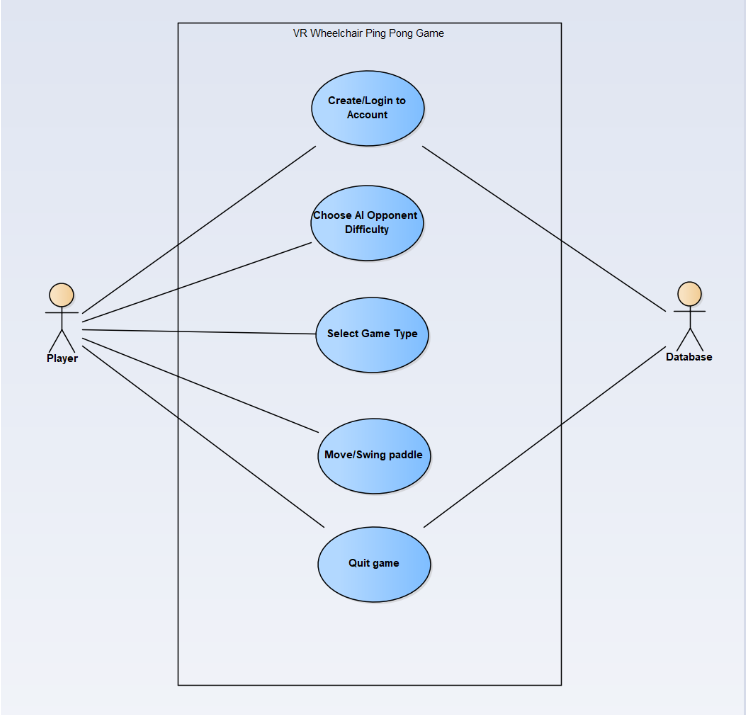 VR Wheelchair Ping Pong Game
Create/Login to
Account
Choose AI Opponent
Difficulty
Select Game Type
Player
Database
Move/Swing paddle
Quit game